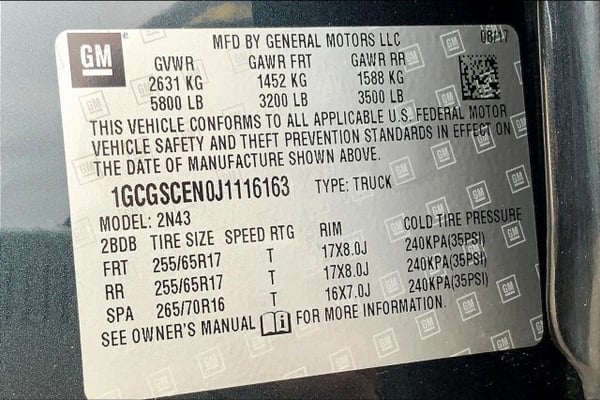 GM
MFD BY GENERAL MOTORS LLC 08/17
GVWR GAWR FRT GAWR RR
2631 KG 1452 KG 1588 KG
5800 LB 3200 LB 3500 LB
THIS VEHICLE CONFORMS TO ALL APPLICABLE U.S. FEDERAL MOTOR
VEHICLE SAFETY AND THEFT PREVENTION STANDARDS IN EFFECT ON
THE DATE OF MANUFACTURE SHOWN ABOVE.
1GCGSCEN0J1116163 TYPE: TRUCK
MODEL: 2N43
2BDB TIRE SIZE SPEED RTG RIM COLD TIRE PRESSURE
FRT 255/65R17 T 17X8.0J 240KPA(35PSI)
RR 255/65R17 T 17X8.0J 240KPA(35PSI)
SPA 265/70R16 T 16X7.0J 240KPA(35PSI)
SEE OWNER'S MANUAL FOR MORE INFORMATION.